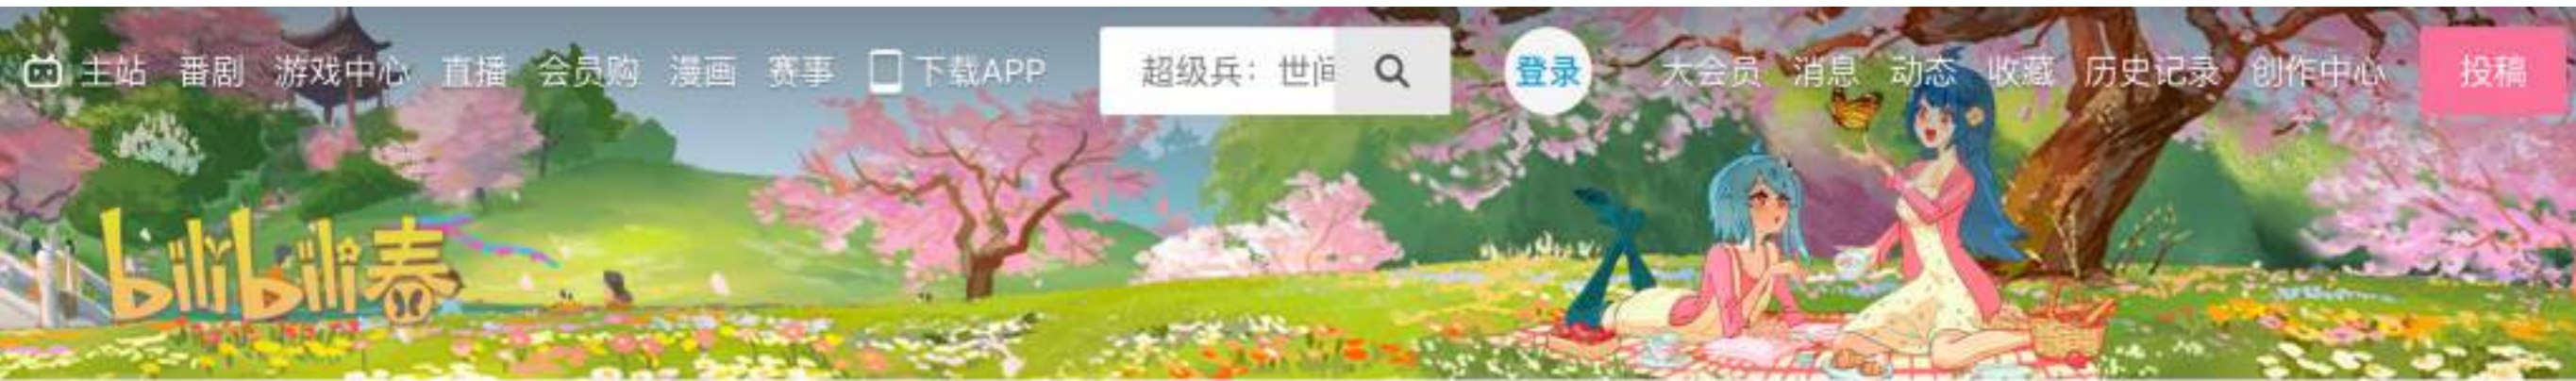 主站 番剧 游戏中心 直播 会员购 漫画 赛事 下载APP 超级兵：世间 登录 大会员 消息 动态 收藏 历史记录 创作中心 投稿
bilibili春